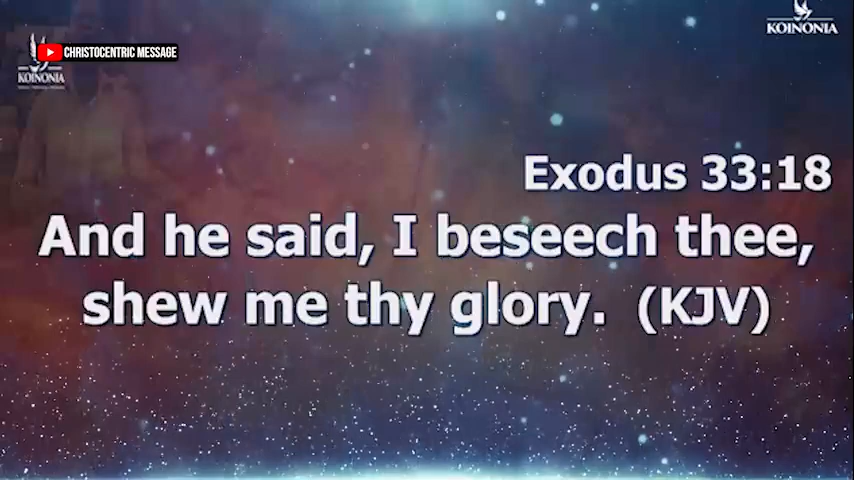 CHRISTOCENTRIC MESSAGE
KOINONIA
KOINONIA
Exodus 33:18
And he said, I beseech thee,
shew me thy glory. (KJV)